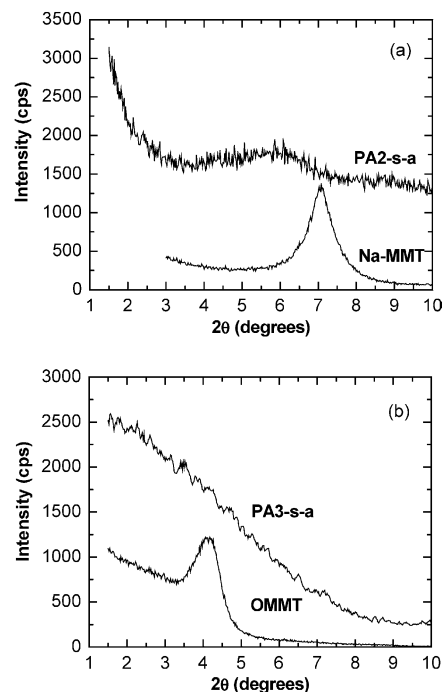 3500
(a)
3000
2500
2000
PA2-s-a
1500
1000
Na-MMT
500
0
1 2 3 4 5 6 7 8 9 10
2θ (degrees)
Intensity (cps)
3000
(b)
2500
2000
PA3-s-a
1500
1000
OMMT
500
0
1 2 3 4 5 6 7 8 9 10
2θ (degrees)
Intensity (cps)